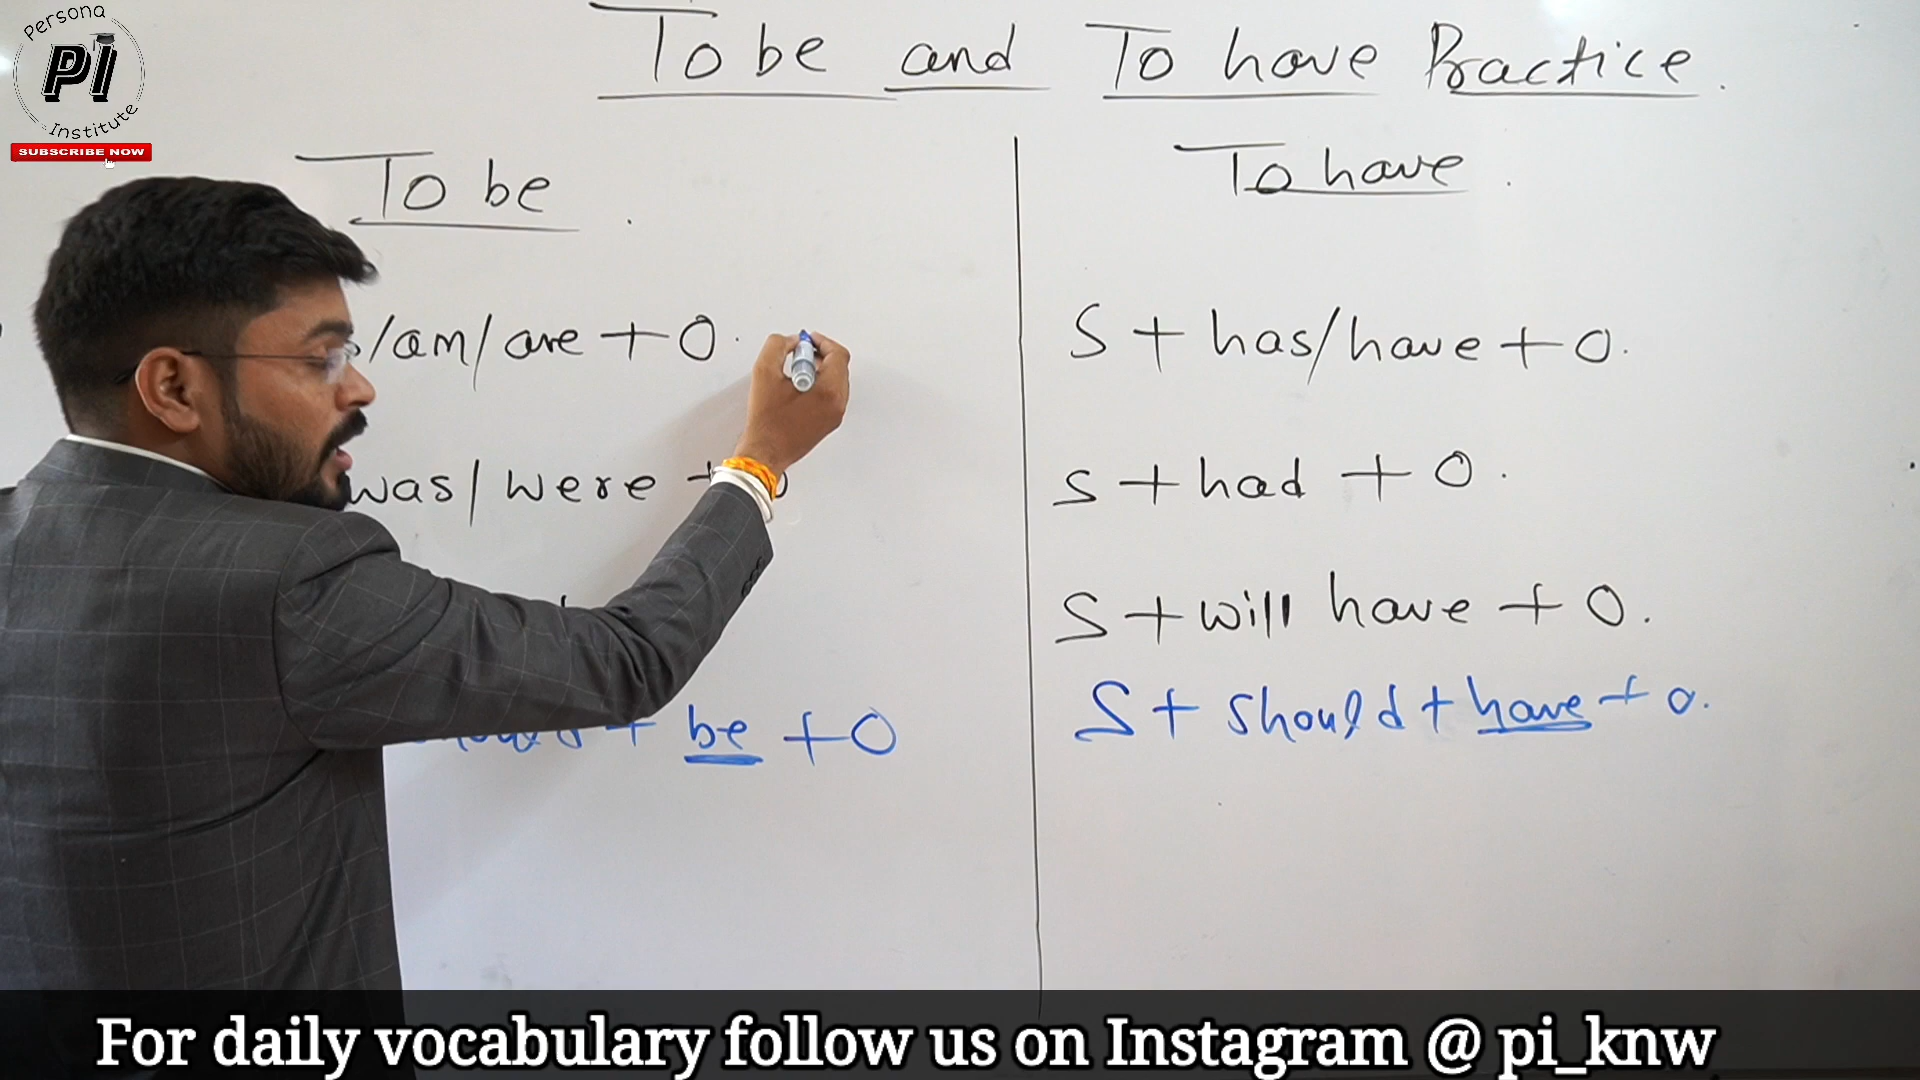 Persona
PI
Institute
SUBSCRIBE NOW
To be and To have Practice.
To be.
/am/are + O.
was/were + O
be + O
To have.
S + has/have + O.
S + had + O.
S + will have + O.
S + should + have + O.
For daily vocabulary follow us on Instagram @ pi_knw